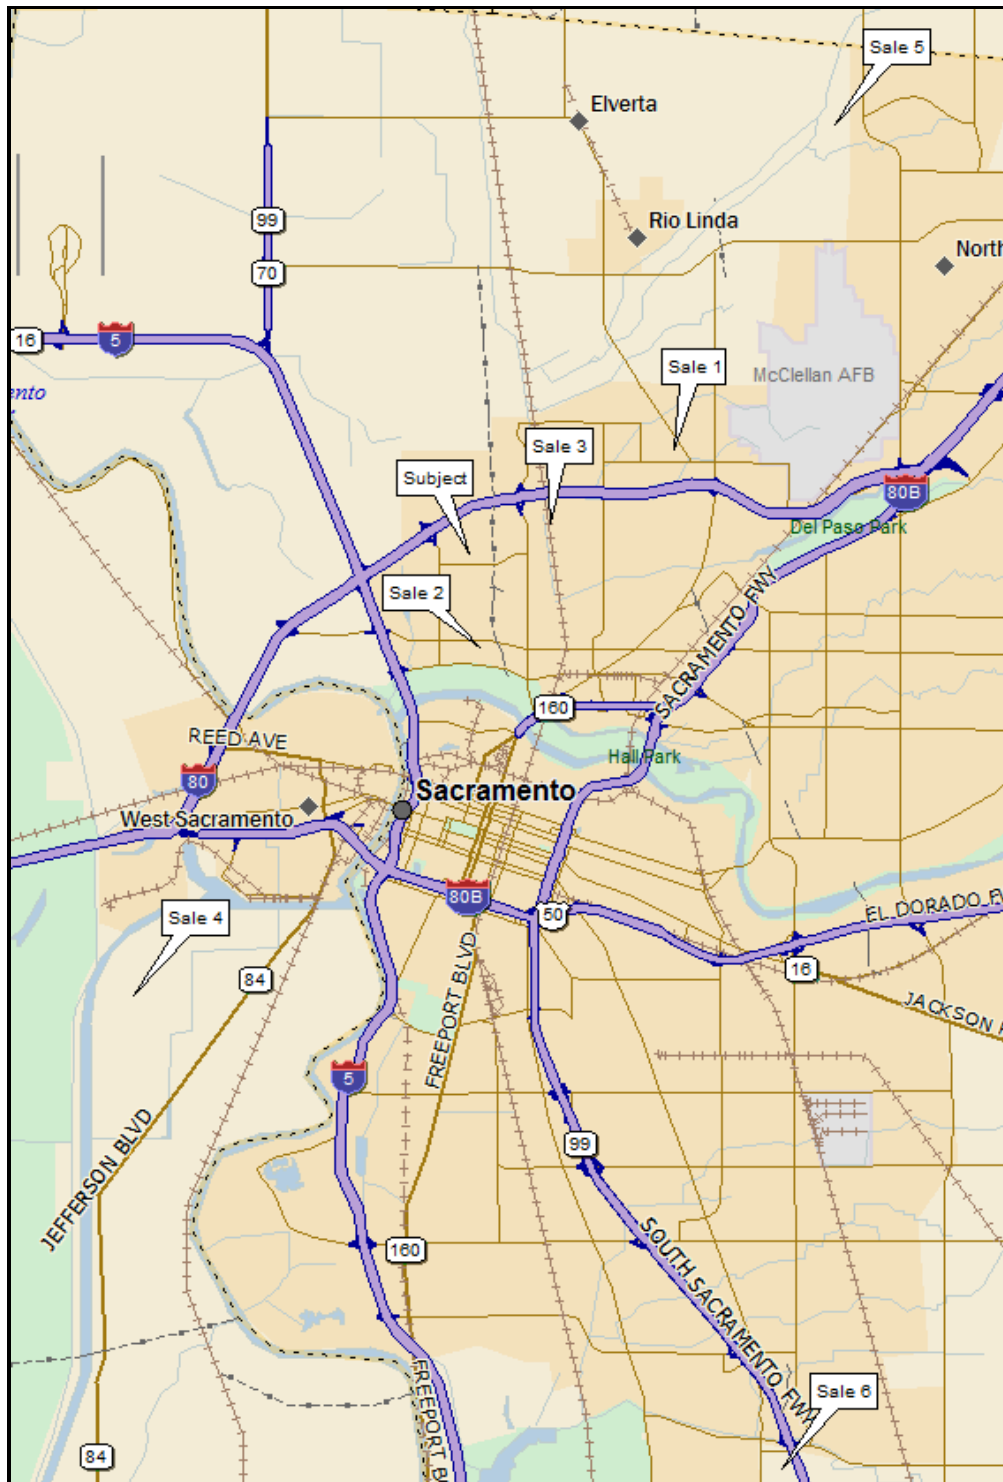 Sale 5
Elverta
Rio Linda
99
North
70
16
5
Sale 1
McClellan AFB
ento
Sale 3
Subject
80B
Del Paso Park
Sale 2
SACRAMENTO FWY
160
REED AVE
Hall Park
80
Sacramento
West Sacramento
80B
50
EL DORADO F
Sale 4
16
84
JACKSON
FREEPORT BLVD
5
99
JEFFERSON BLVD
160
SOUTH SACRAMENTO FWY
FREEPORT B
Sale 6
84